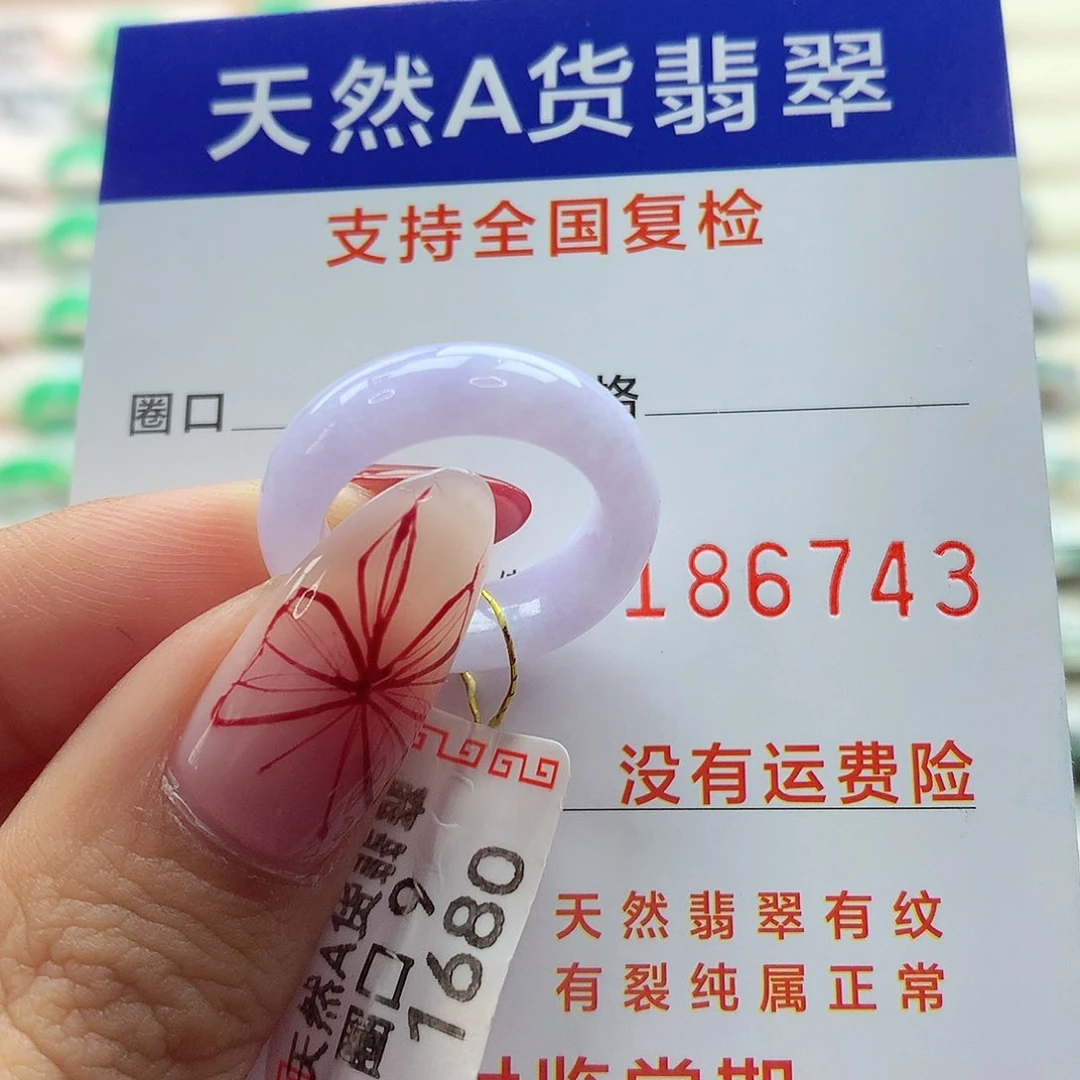 天然A货翡翠
支持全国复检
圈口
格
186743
没有运费险
天然翡翠有纹
有裂纯属正常
天然A货翡翠
圈口 9
1680